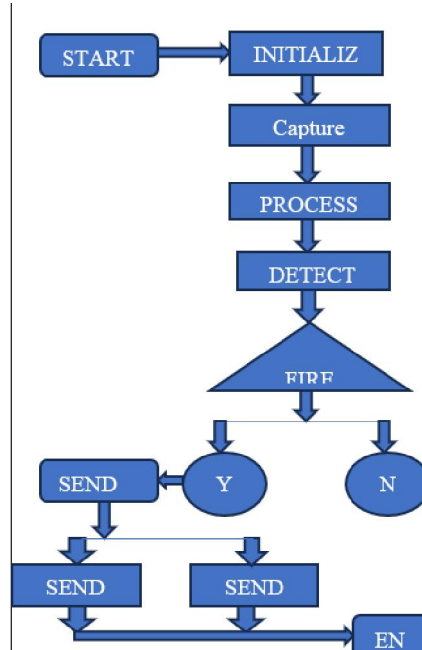 START
INITIALIZ
Capture
PROCESS
DETECT
FIRE
Y
N
SEND
SEND
SEND
EN